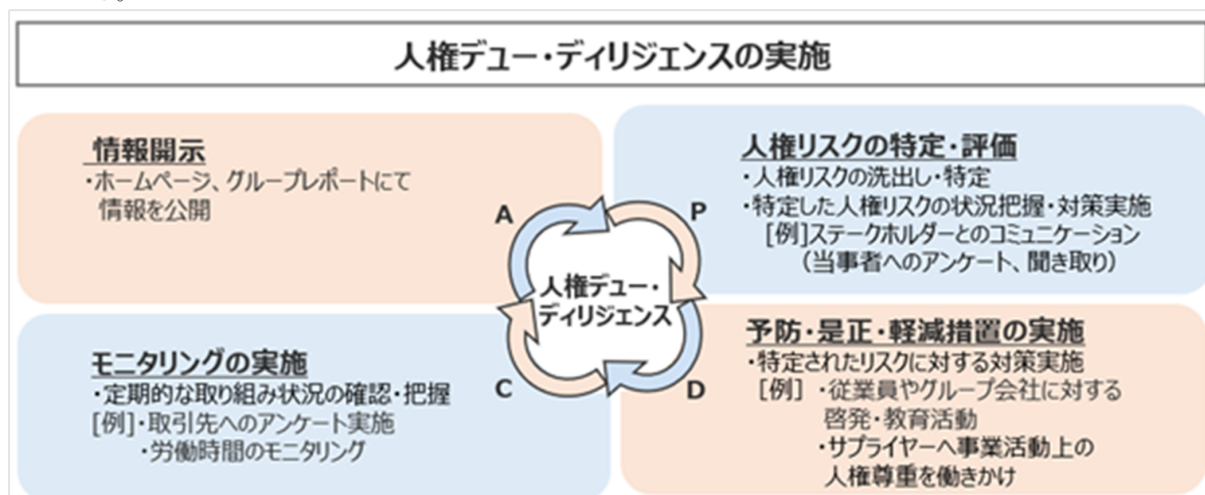 人権デュー・ディリジェンスの実施
情報開示
・ホームページ、グループレポートにて
情報を公開
人権リスクの特定・評価
・人権リスクの洗出し・特定
・特定した人権リスクの状況把握・対策実施
[例]ステークホルダーとのコミュニケーション
（当事者へのアンケート、聞き取り）
A
P
人権デュー・
ディリジェンス
C
D
モニタリングの実施
・定期的な取り組み状況の確認・把握
[例]・取引先へのアンケート実施
・労働時間のモニタリング
予防・是正・軽減措置の実施
・特定されたリスクに対する対策実施
[例] ・従業員やグループ会社に対する
啓発・教育活動
・サプライヤーへ事業活動上の
人権尊重を働きかけ